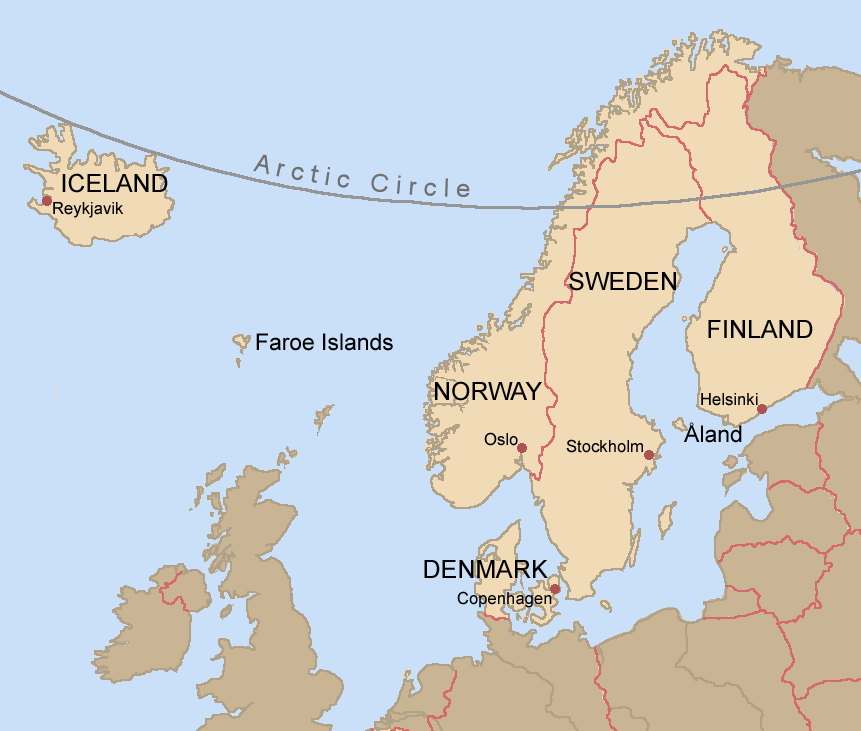 Arctic Circle
ICELAND
Reykjavik
SWEDEN
FINLAND
Faroe Islands
NORWAY
Helsinki
Åland
Oslo
Stockholm
DENMARK
Copenhagen